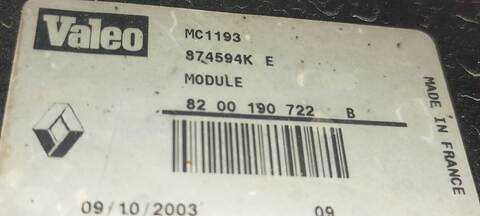 Valeo
MC1193
874594K E
MODULE
82 00 190 722 B
MADE IN FRANCE
09/10/2003 09